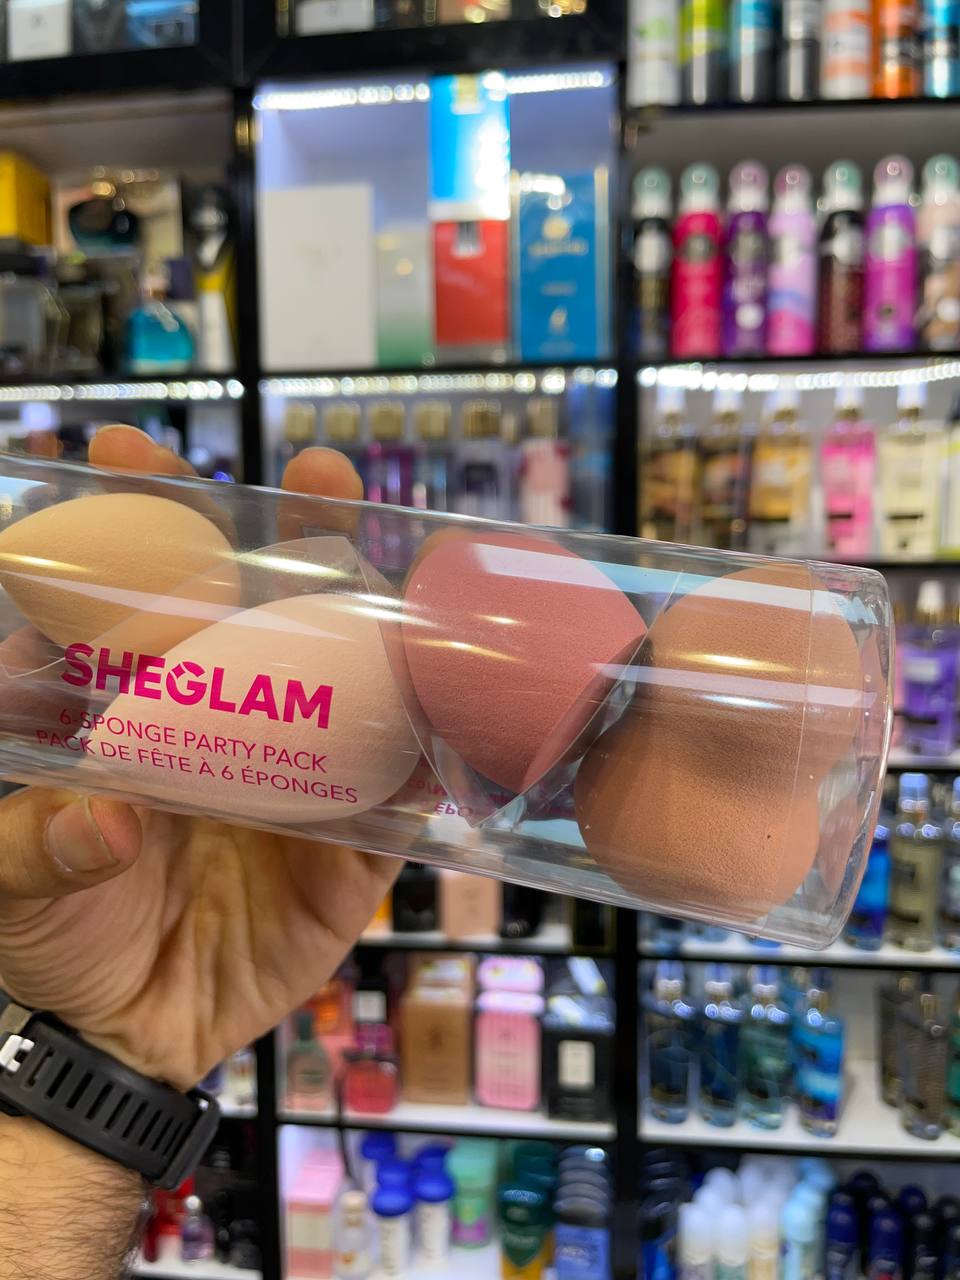 SHEGLAM
6-SPONGE PARTY PACK
PACK DE FÊTE À 6 ÉPONGES